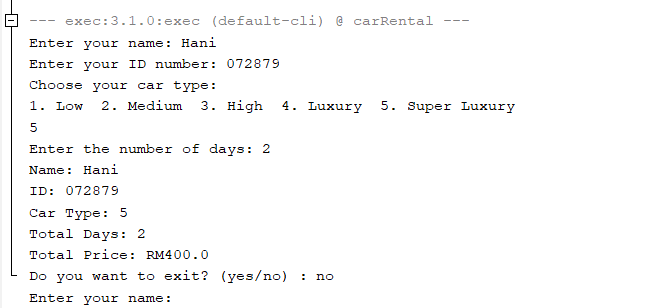 --- exec:3.1.0:exec (default-cli) @ carRental ---
Enter your name: Hani
Enter your ID number: 072879
Choose your car type:
1. Low  2. Medium  3. High  4. Luxury  5. Super Luxury
5
Enter the number of days: 2
Name: Hani
ID: 072879
Car Type: 5
Total Days: 2
Total Price: RM400.0
Do you want to exit? (yes/no) : no
Enter your name: